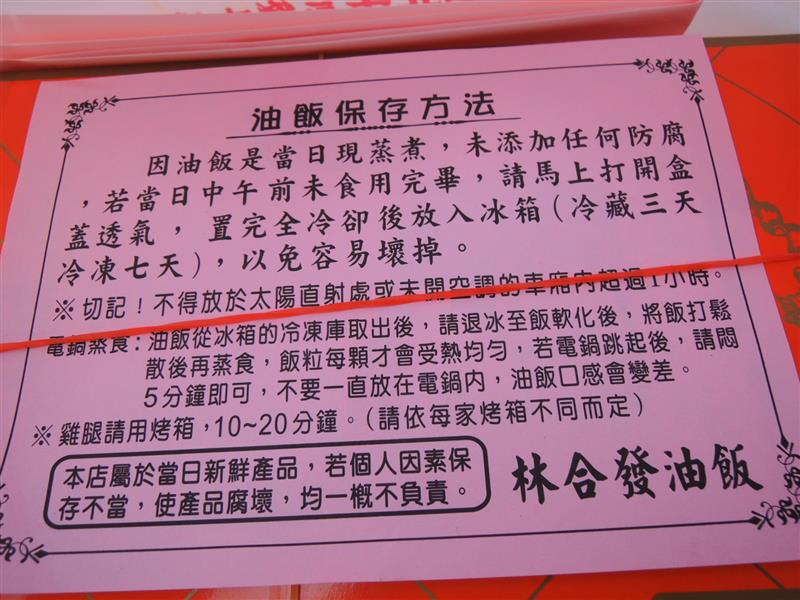 油飯保存方法
因油飯是當日現蒸煮，未添加任何防腐
，若當日中午前未食用完畢，請馬上打開盒
蓋透氣，置完全冷卻後放入冰箱(冷藏三天
冷凍七天)，以免容易壞掉。
※切記！不得放於太陽直射處或未開空調的車廂內超過1小時。
電鍋蒸食：油飯從冰箱的冷凍庫取出後，請退冰至飯軟化後，將飯打鬆
散後再蒸食，飯粒每顆才會受熱均勻，若電鍋跳起後，請悶
5分鐘即可，不要一直放在電鍋內，油飯口感會變差。
※雞腿請用烤箱，10~20分鐘。(請依每家烤箱不同而定)
本店屬於當日新鮮產品，若個人因素保
存不當，使產品腐壞，均一概不負責。
林合發油飯